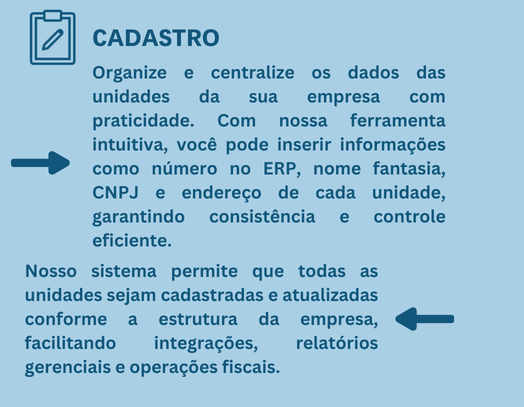 CADASTRO
Organize e centralize os dados das
unidades da sua empresa com
praticidade. Com nossa ferramenta
intuitiva, você pode inserir informações
como número no ERP, nome fantasia,
CNPJ e endereço de cada unidade,
garantindo consistência e controle
eficiente.
Nosso sistema permite que todas as
unidades sejam cadastradas e atualizadas
conforme a estrutura da empresa,
facilitando integrações, relatórios
gerenciais e operações fiscais.